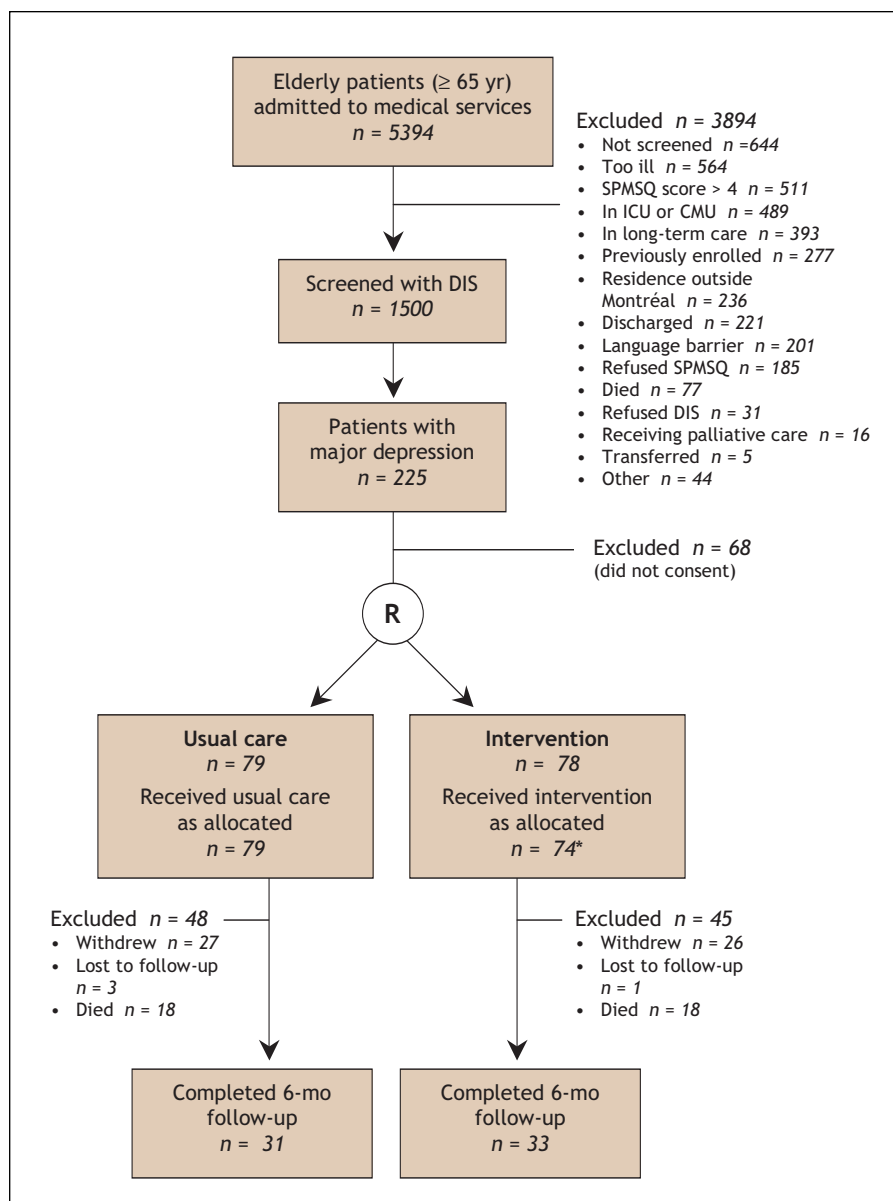 Elderly patients (≥ 65 yr)
admitted to medical services
n = 5394
Excluded n = 3894
• Not screened n =644
• Too ill n = 564
• SPMSQ score > 4 n = 511
• In ICU or CMU n = 489
• In long-term care n = 393
• Previously enrolled n = 277
• Residence outside
Montréal n = 236
• Discharged n = 221
• Language barrier n = 201
• Refused SPMSQ n = 185
• Died n = 77
• Refused DIS n = 31
• Receiving palliative care n = 16
• Transferred n = 5
• Other n = 44
Screened with DIS
n = 1500
Patients with
major depression
n = 225
Excluded n = 68
(did not consent)
R
Usual care
n = 79
Received usual care
as allocated
n = 79
Intervention
n = 78
Received intervention
as allocated
n = 74*
Excluded n = 48
• Withdrew n = 27
• Lost to follow-up
n = 3
• Died n = 18
Excluded n = 45
• Withdrew n = 26
• Lost to follow-up
n = 1
• Died n = 18
Completed 6-mo
follow-up
n = 31
Completed 6-mo
follow-up
n = 33